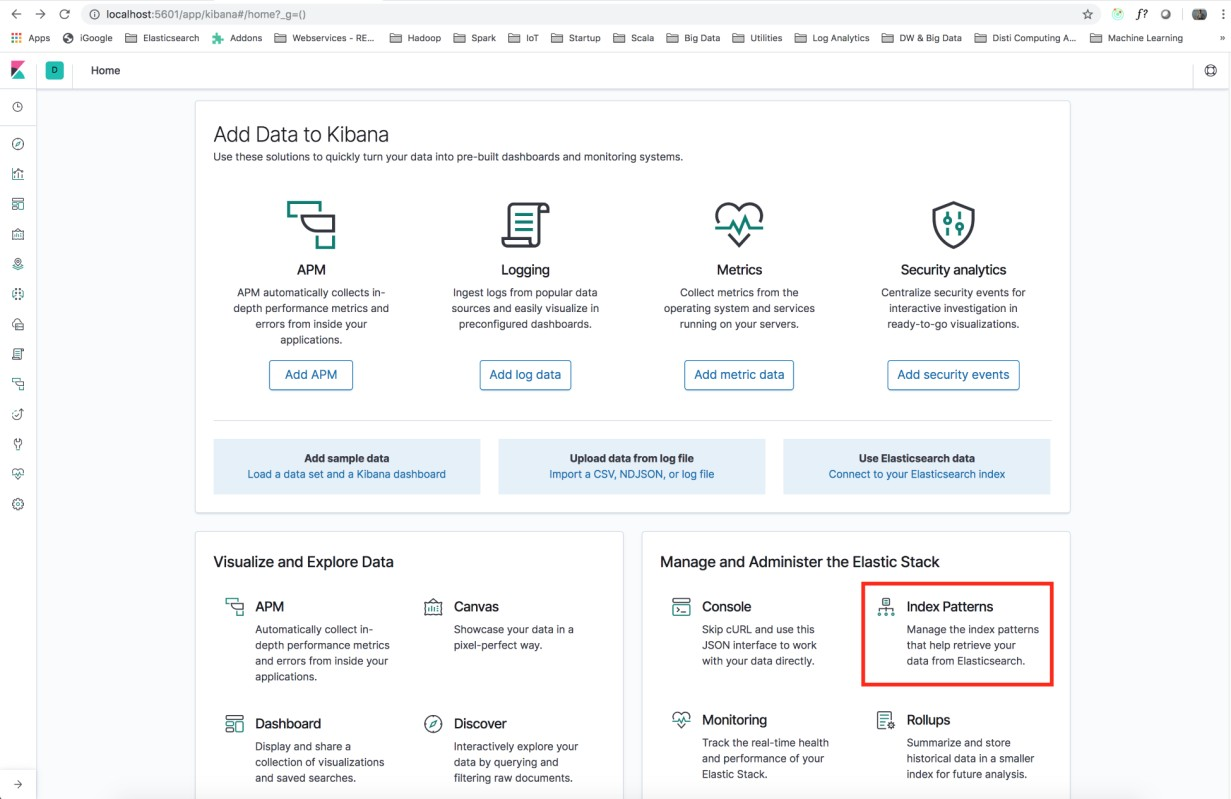 localhost:5601/app/kibana#/home?_g=()
f?
Apps iGoogle Elasticsearch Addons Webservices - RE... Hadoop Spark IoT Startup Scala Big Data Utilities Log Analytics DW & Big Data Disti Computing A... Machine Learning »
D Home
Add Data to Kibana
Use these solutions to quickly turn your data into pre-built dashboards and monitoring systems.
APM
APM automatically collects in-
depth performance metrics and
errors from inside your
applications.
Add APM
Logging
Ingest logs from popular data
sources and easily visualize in
preconfigured dashboards.
Add log data
Metrics
Collect metrics from the
operating system and services
running on your servers.
Add metric data
Security analytics
Centralize security events for
interactive investigation in
ready-to-go visualizations.
Add security events
Add sample data
Load a data set and a Kibana dashboard
Upload data from log file
Import a CSV, NDJSON, or log file
Use Elasticsearch data
Connect to your Elasticsearch index
Visualize and Explore Data
APM
Automatically collect in-
depth performance metrics
and errors from inside your
applications.
Canvas
Showcase your data in a
pixel-perfect way.
Dashboard
Display and share a
collection of visualizations
and saved searches.
Discover
Interactively explore your
data by querying and
filtering raw documents.
Manage and Administer the Elastic Stack
Console
Skip cURL and use this
JSON interface to work
with your data directly.
Index Patterns
Manage the index patterns
that help retrieve your
data from Elasticsearch.
Monitoring
Track the real-time health
and performance of your
Elastic Stack.
Rollups
Summarize and store
historical data in a smaller
index for future analysis.